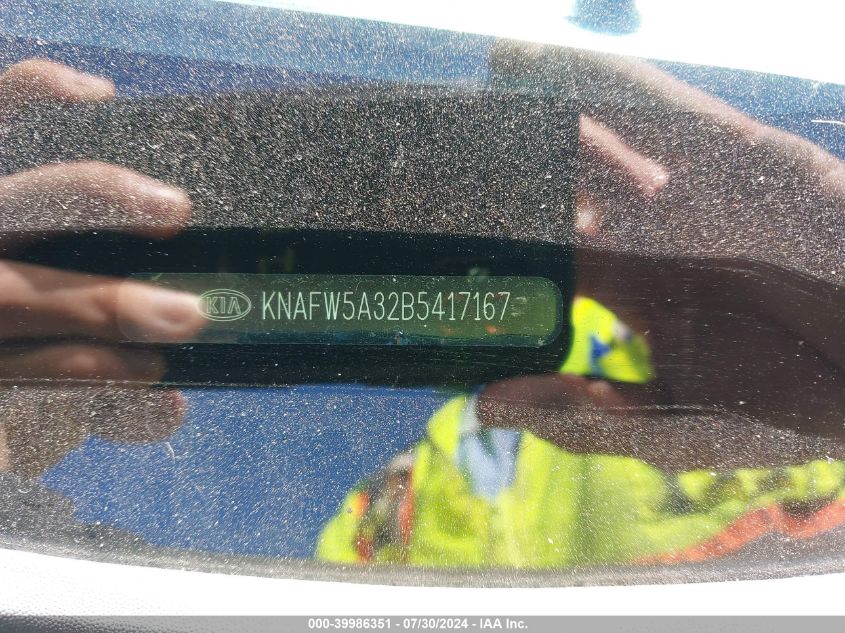 KIA KNAFW5A32B5417167
000-39986351 - 07/30/2024 - IAA Inc.